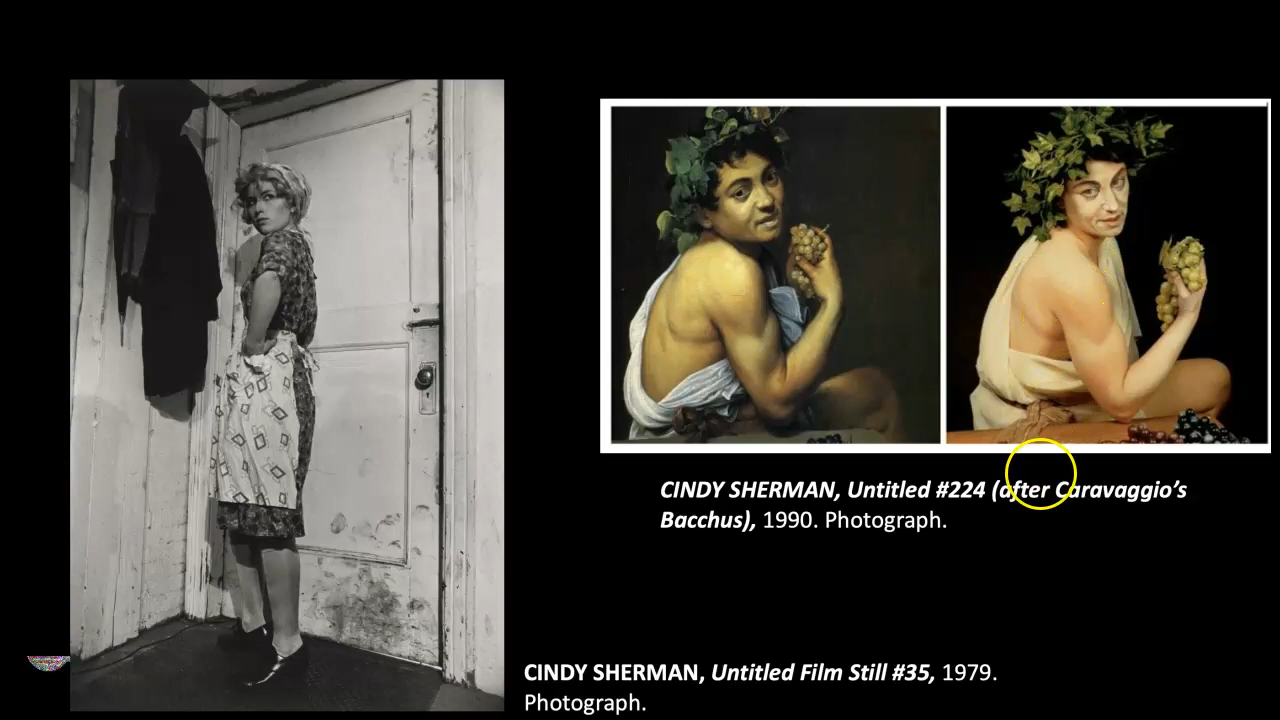 CINDY SHERMAN, Untitled #224 (after Caravaggio’s
Bacchus), 1990. Photograph.
CINDY SHERMAN, Untitled Film Still #35, 1979.
Photograph.